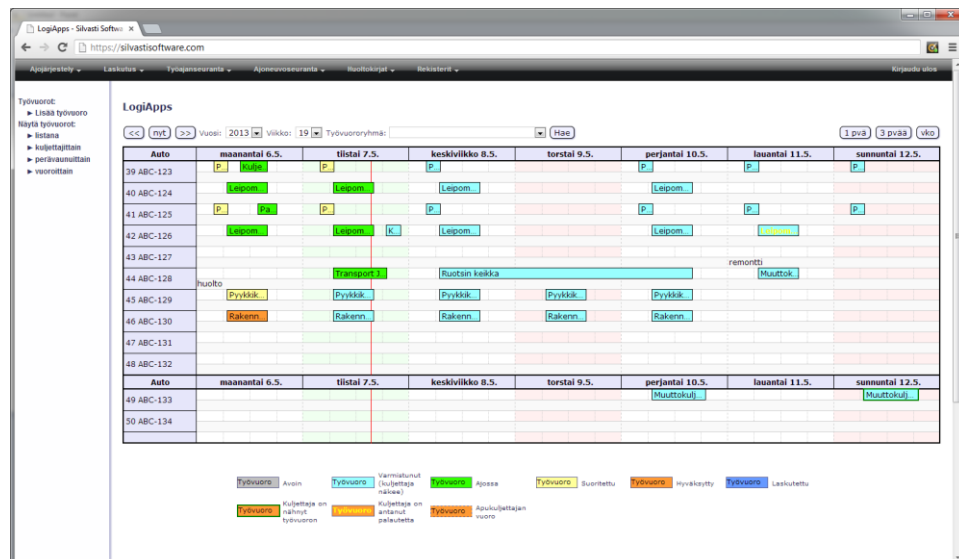 LogiApps - Silvasti Softwa
https://silvastisoftware.com
Ajojärjestely Laskutus Työajanseuranta Ajoneuvoseuranta Huoltokirjat Rekisterit Kirjaudu ulos
Työvuorot:
Lisää työvuoro
Näytä työvuorot:
listana
kuljettajittain
perävaunuittain
vuoroittain
LogiApps
<< nyt >> Vuosi: 2013 Viikko: 19 Työvuororyhmä: Hae 1 pvä 3 pvää vko
Auto maanantai 6.5. tiistai 7.5. keskiviikko 8.5. torstai 9.5. perjantai 10.5. lauantai 11.5. sunnuntai 12.5.
39 ABC-123 P... Kulje P... P... P... P... P...
40 ABC-124 Leipom... Leipom... Leipom... Leipom...
41 ABC-125 P... Pa... P... P... P... P... P...
42 ABC-126 Leipom... Leipom... K... Leipom... Leipom...
43 ABC-127
remontti
44 ABC-128 Transport J... Ruotsin keikka Muuttok...
huolto
45 ABC-129 Pyykkik... Pyykkik... Pyykkik... Pyykkik... Pyykkik...
46 ABC-130 Rakenn... Rakenn... Rakenn... Rakenn... Rakenn...
47 ABC-131
48 ABC-132
Auto maanantai 6.5. tiistai 7.5. keskiviikko 8.5. torstai 9.5. perjantai 10.5. lauantai 11.5. sunnuntai 12.5.
49 ABC-133 Muuttokulj... Muuttokulj...
50 ABC-134
Työvuoro Avoin Työvuoro Varmistunut (kuljettaja näkee) Työvuoro Ajossa Työvuoro Suoritettu Työvuoro Hyväksytty Työvuoro Laskutettu
Työvuoro Kuljettaja on nähnyt työvuoron Työvuoro Kuljettaja on antanut palautetta Työvuoro Apukuljettajan vuoro